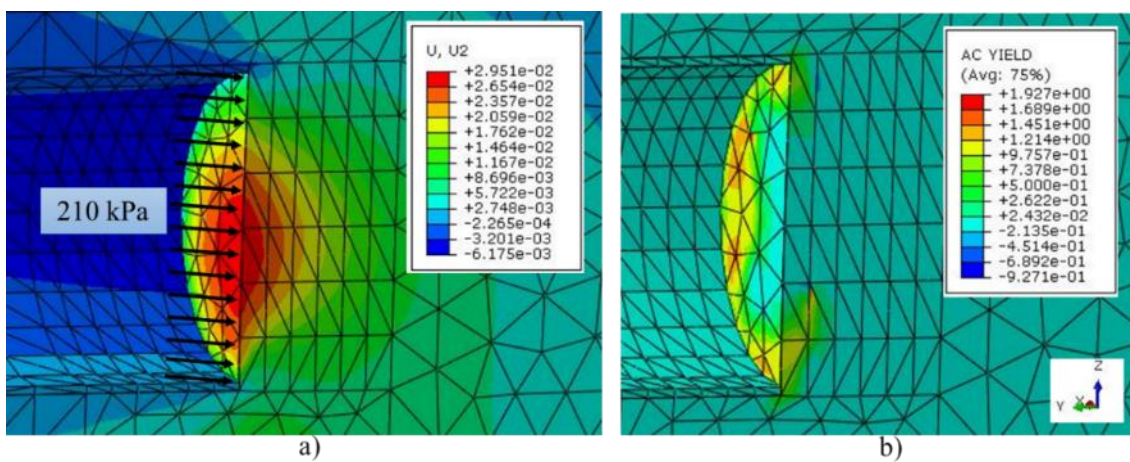 U, U2
+2.951e-02
+2.654e-02
+2.357e-02
+2.059e-02
+1.762e-02
+1.464e-02
+1.167e-02
+8.696e-03
+5.722e-03
+2.748e-03
-2.265e-04
-3.201e-03
-6.175e-03
210 kPa
a)
AC YIELD
(Avg: 75%)
+1.927e+00
+1.689e+00
+1.451e+00
+1.214e+00
+9.757e-01
+7.378e-01
+5.000e-01
+2.622e-01
+2.432e-02
-2.135e-01
-4.514e-01
-6.892e-01
-9.271e-01
Z
Y X
b)